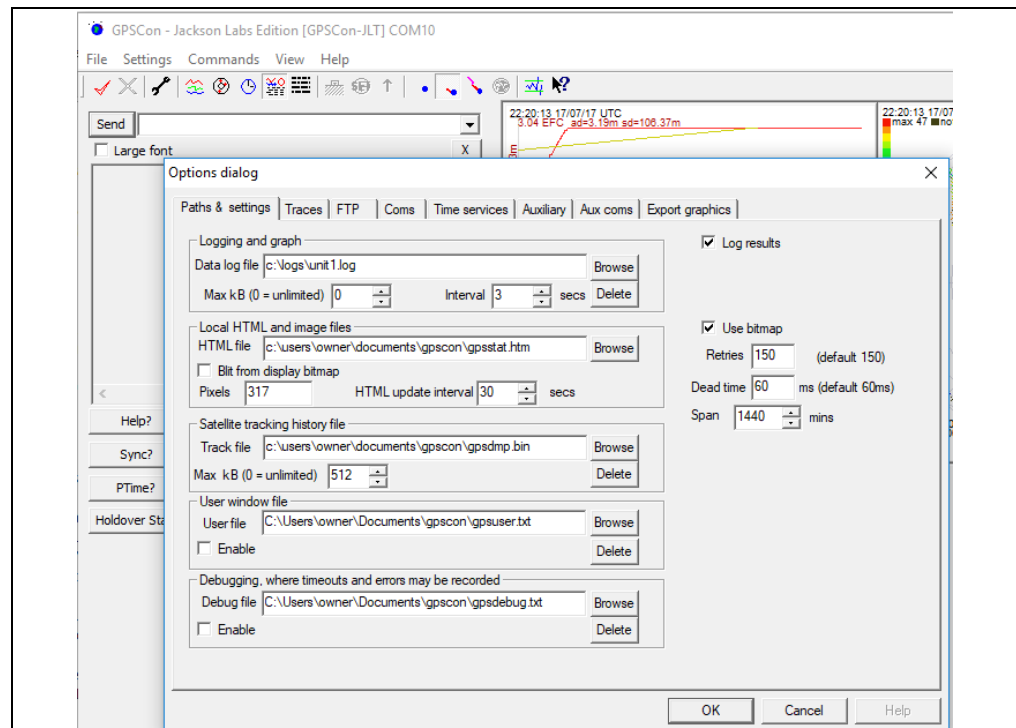 GPSCon - Jackson Labs Edition [GPSCon-JLT] COM10
File Settings Commands View Help
Send
Large font X
22:20:13 17/07/17 UTC
3.04 EFC ad=3.19m sd=106.37m
22:20:13 17/07
max 47 no
Options dialog
Paths & settings Traces FTP Coms Time services Auxiliary Aux coms Export graphics
Logging and graph
Log results
Data log file c:\logs\unit1.log Browse
Max kB (0 = unlimited) 0 Interval 3 secs Delete
Local HTML and image files
Use bitmap
HTML file c:\users\owner\documents\gpscon\gpsstat.htm Browse
Retries 150 (default 150)
Blit from display bitmap
Pixels 317 HTML update interval 30 secs
Dead time 60 ms (default 60ms)
Span 1440 mins
Help?
Satellite tracking history file
Track file c:\users\owner\documents\gpscon\gpsdmp.bin Browse
Sync?
Max kB (0 = unlimited) 512 Delete
PTime?
User window file
User file C:\Users\owner\Documents\gpscon\gpsuser.txt Browse
Holdover Sta
Enable Delete
Debugging, where timeouts and errors may be recorded
Debug file C:\Users\owner\Documents\gpscon\gpsdebug.txt Browse
Enable Delete
OK Cancel Help